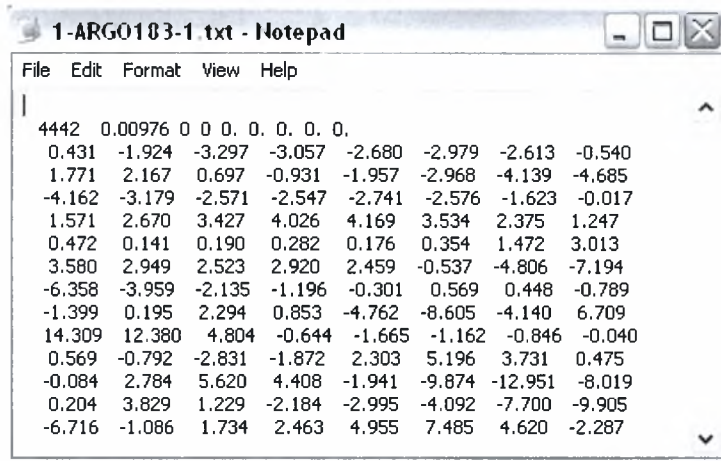 1-ARGO183-1.txt - Notepad
File Edit Format View Help
4442 0.00976 0 0 0. 0. 0. 0. 0.
0.431 -1.924 -3.297 -3.057 -2.680 -2.979 -2.613 -0.540
1.771 2.167 0.697 -0.931 -1.957 -2.968 -4.139 -4.685
-4.162 -3.179 -2.571 -2.547 -2.741 -2.576 -1.623 -0.017
1.571 2.670 3.427 4.026 4.169 3.534 2.375 1.247
0.472 0.141 0.190 0.282 0.176 0.354 1.472 3.013
3.580 2.949 2.523 2.920 2.459 -0.537 -4.806 -7.194
-6.358 -3.959 -2.135 -1.196 -0.301 0.569 0.448 -0.789
-1.399 0.195 2.294 0.853 -4.762 -8.605 -4.140 6.709
14.309 12.380 4.804 -0.644 -1.665 -1.162 -0.846 -0.040
0.569 -0.792 -2.831 -1.872 2.303 5.196 3.731 0.475
-0.084 2.784 5.620 4.408 -1.941 -9.874 -12.951 -8.019
0.204 3.829 1.229 -2.184 -2.995 -4.092 -7.700 -9.905
-6.716 -1.086 1.734 2.463 4.955 7.485 4.620 -2.287